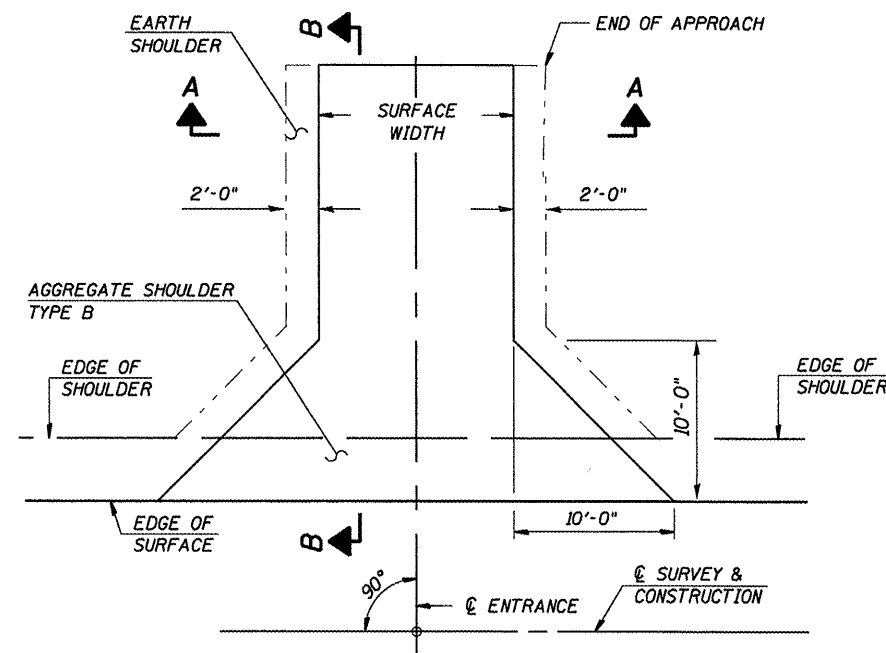 EARTH
SHOULDER
B
END OF APPROACH
A
A
SURFACE
WIDTH
2'-0"
2'-0"
AGGREGATE SHOULDER
TYPE B
EDGE OF
SHOULDER
EDGE OF
SHOULDER
10'-0"
10'-0"
EDGE OF
SURFACE
B
90°
℄ ENTRANCE
℄ SURVEY &
CONSTRUCTION